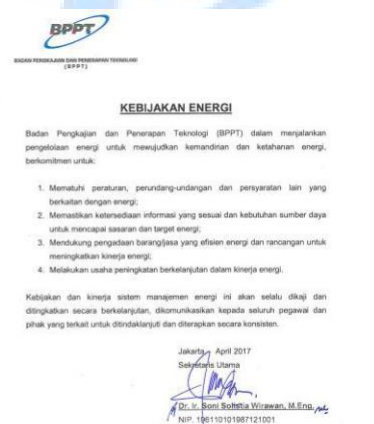 BPPT
BADAN PENGKAJIAN DAN PENERAPAN TEKNOLOGI
(BPPT)
KEBIJAKAN ENERGI
Badan Pengkajian dan Penerapan Teknologi (BPPT) dalam menjalankan
pengelolaan energi untuk mewujudkan kemandirian dan ketahanan energi,
berkomitmen untuk:
1. Mematuhi peraturan, perundang-undangan dan persyaratan lain yang
berkaitan dengan energi;
2. Memastikan ketersediaan informasi yang sesuai dan kebutuhan sumber daya
untuk mencapai sasaran dan target energi;
3. Mendukung pengadaan barang/jasa yang efisien energi dan rancangan untuk
meningkatkan kinerja energi;
4. Melakukan usaha peningkatan berkelanjutan dalam kinerja energi.
Kebijakan dan kinerja sistem manajemen energi ini akan selalu dikaji dan
ditingkatkan secara berkelanjutan, dikomunikasikan kepada seluruh pegawai dan
pihak yang terkait untuk ditindaklanjuti dan diterapkan secara konsisten.
Jakarta, April 2017
Sekretaris Utama
Dr. Ir. Soni Solistia Wirawan, M.Eng.
NIP. 196110101987121001